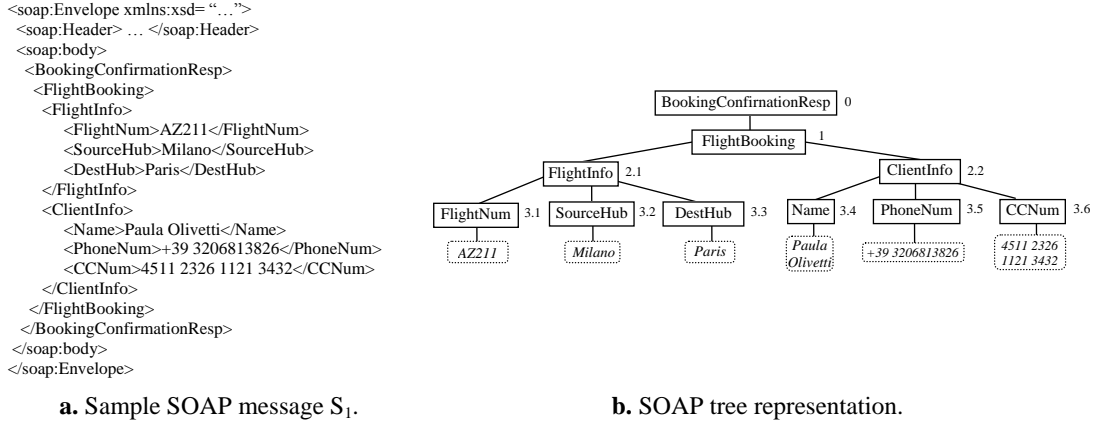 <soap:Envelope xmlns:xsd= “…”>
<soap:Header> … </soap:Header>
<soap:body>
<BookingConfirmationResp>
<FlightBooking>
<FlightInfo>
<FlightNum>AZ211</FlightNum>
<SourceHub>Milano</SourceHub>
<DestHub>Paris</DestHub>
</FlightInfo>
<ClientInfo>
<Name>Paula Olivetti</Name>
<PhoneNum>+39 3206813826</PhoneNum>
<CCNum>4511 2326 1121 3432</CCNum>
</ClientInfo>
</FlightBooking>
</BookingConfirmationResp>
</soap:body>
</soap:Envelope>
a. Sample SOAP message S1.
BookingConfirnationResp 0
FlightBooking 1
FlightInfo 2.1 ClientInfo 2.2
FlightNum 3.1 SourceHub 3.2 DestHub 3.3 Name 3.4 PhoneNum 3.5 CCNum 3.6
AZ211 Milano Paris Paula Olivetti +39 3206813826 4511 2326 1121 3432
b. SOAP tree representation.